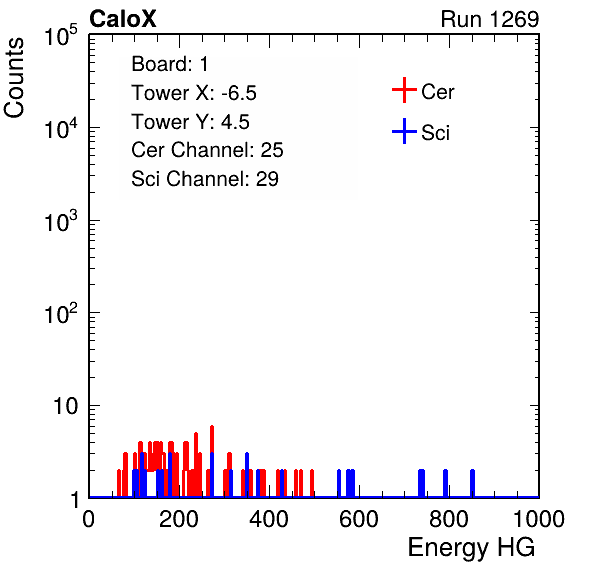 CaloX Run 1269
Counts
Board: 1
Tower X: -6.5
Tower Y: 4.5
Cer Channel: 25
Sci Channel: 29
Cer
Sci
10^5
10^4
10^3
10^2
10
1
0 200 400 600 800 1000
Energy HG